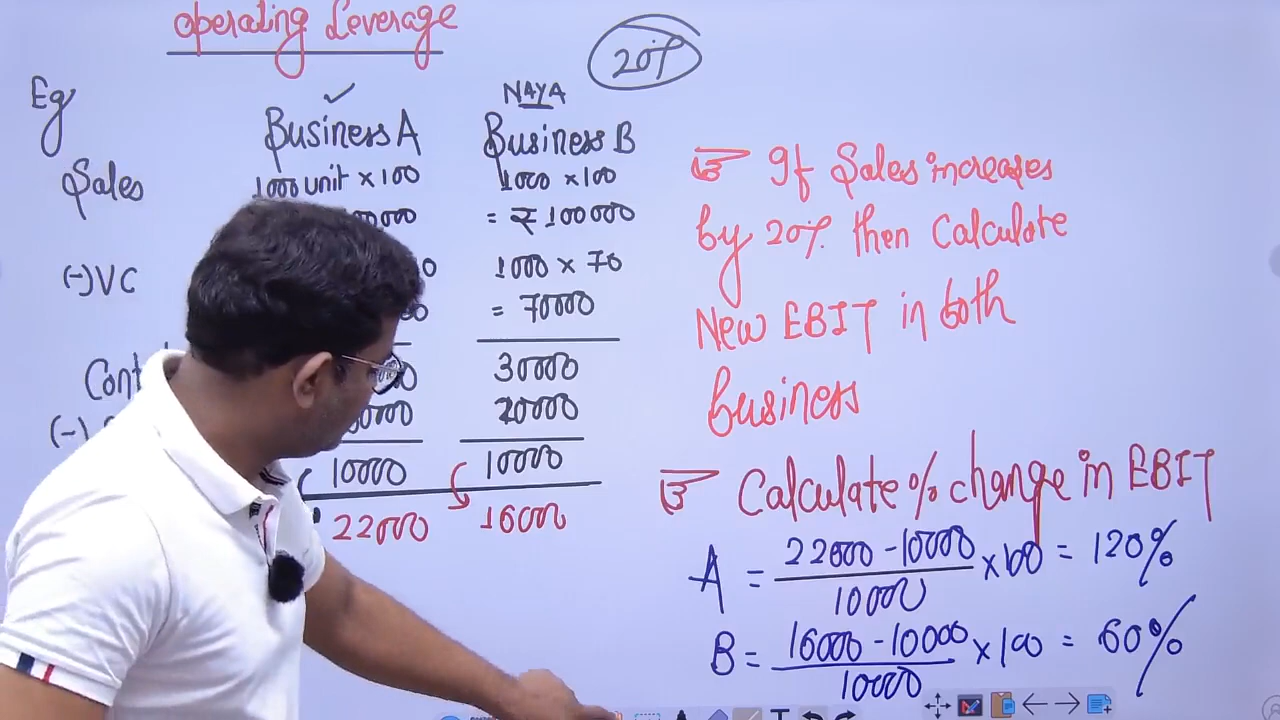 Operating Leverage
20%
Eg
NAYA
Business A
Business B
Sales
1000 unit × 100
1000 × 100
= ₹100000
(-) VC
1000 × 70
= 70000
30000
20000
10000
10000
22000
16000
If Sales increases
by 20% then Calculate
New EBIT in both
business
Calculate % change in EBIT
A = 22000 - 10000 / 10000 × 100 = 120%
B = 16000 - 10000 / 10000 × 100 = 60%